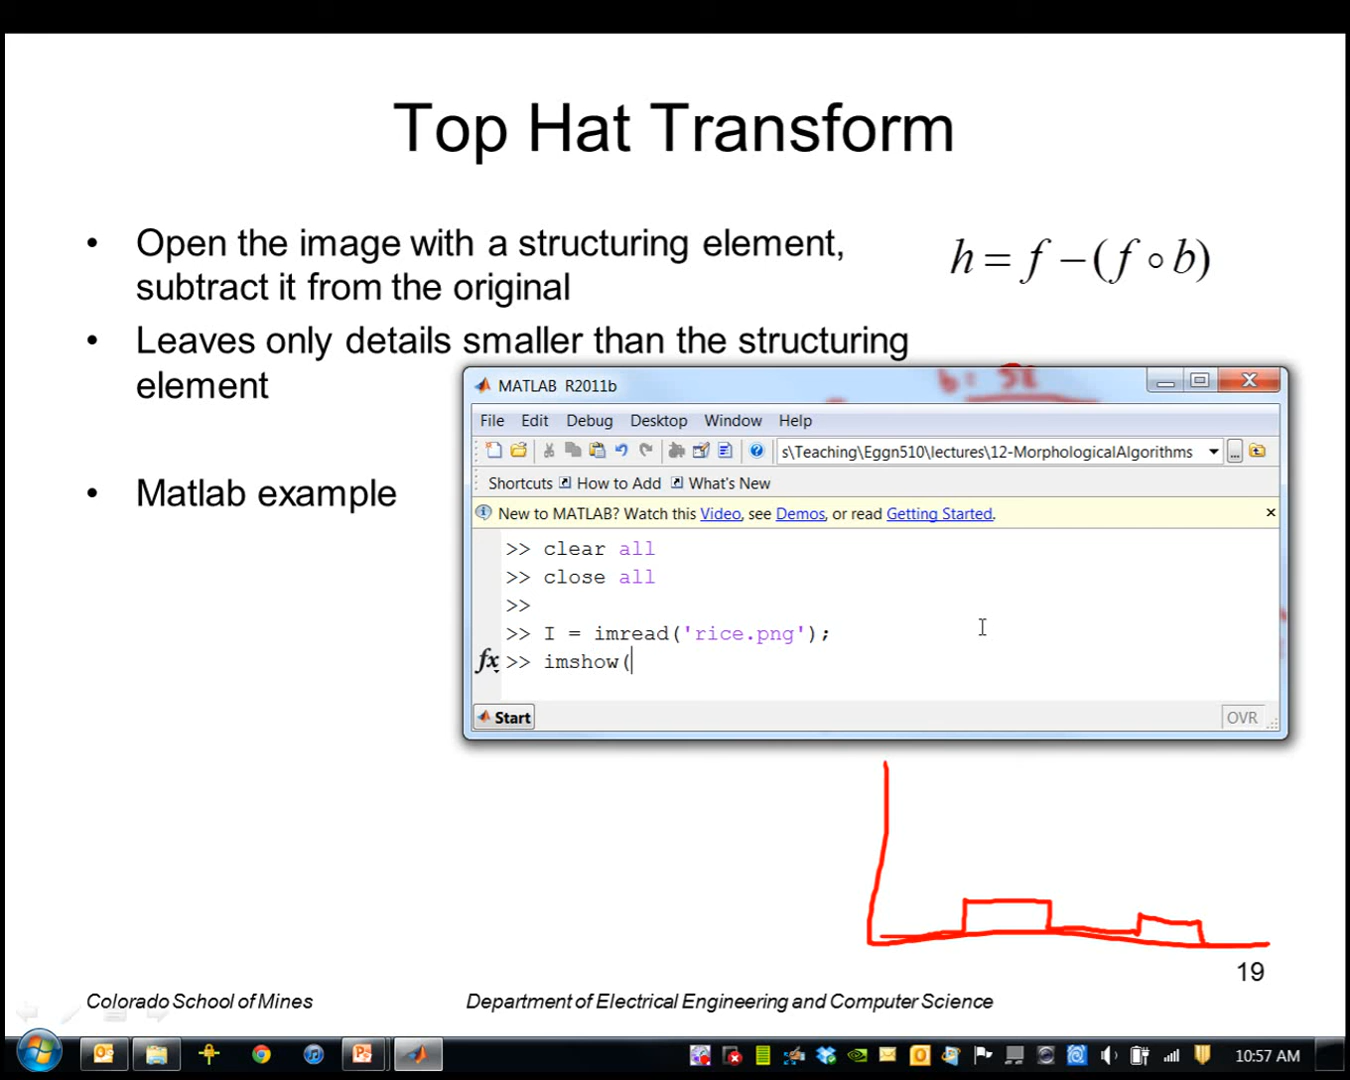 Top Hat Transform
• Open the image with a structuring element,
subtract it from the original
h = f − (f ∘ b)
• Leaves only details smaller than the structuring
element
b: SE
MATLAB R2011b
File Edit Debug Desktop Window Help
s\Teaching\Eggn510\lectures\12-MorphologicalAlgorithms
Shortcuts How to Add What's New
New to MATLAB? Watch this Video, see Demos, or read Getting Started.
• Matlab example
>> clear all
>> close all
>>
>> I = imread('rice.png');
fx >> imshow(
Start
OVR
19
Colorado School of Mines
Department of Electrical Engineering and Computer Science
10:57 AM